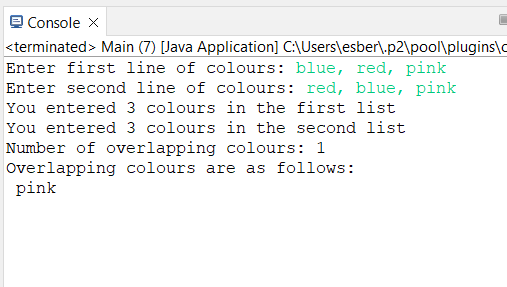 Console
<terminated> Main (7) [Java Application] C:\Users\esber\.p2\pool\plugins\
Enter first line of colours: blue, red, pink
Enter second line of colours: red, blue, pink
You entered 3 colours in the first list
You entered 3 colours in the second list
Number of overlapping colours: 1
Overlapping colours are as follows:
 pink